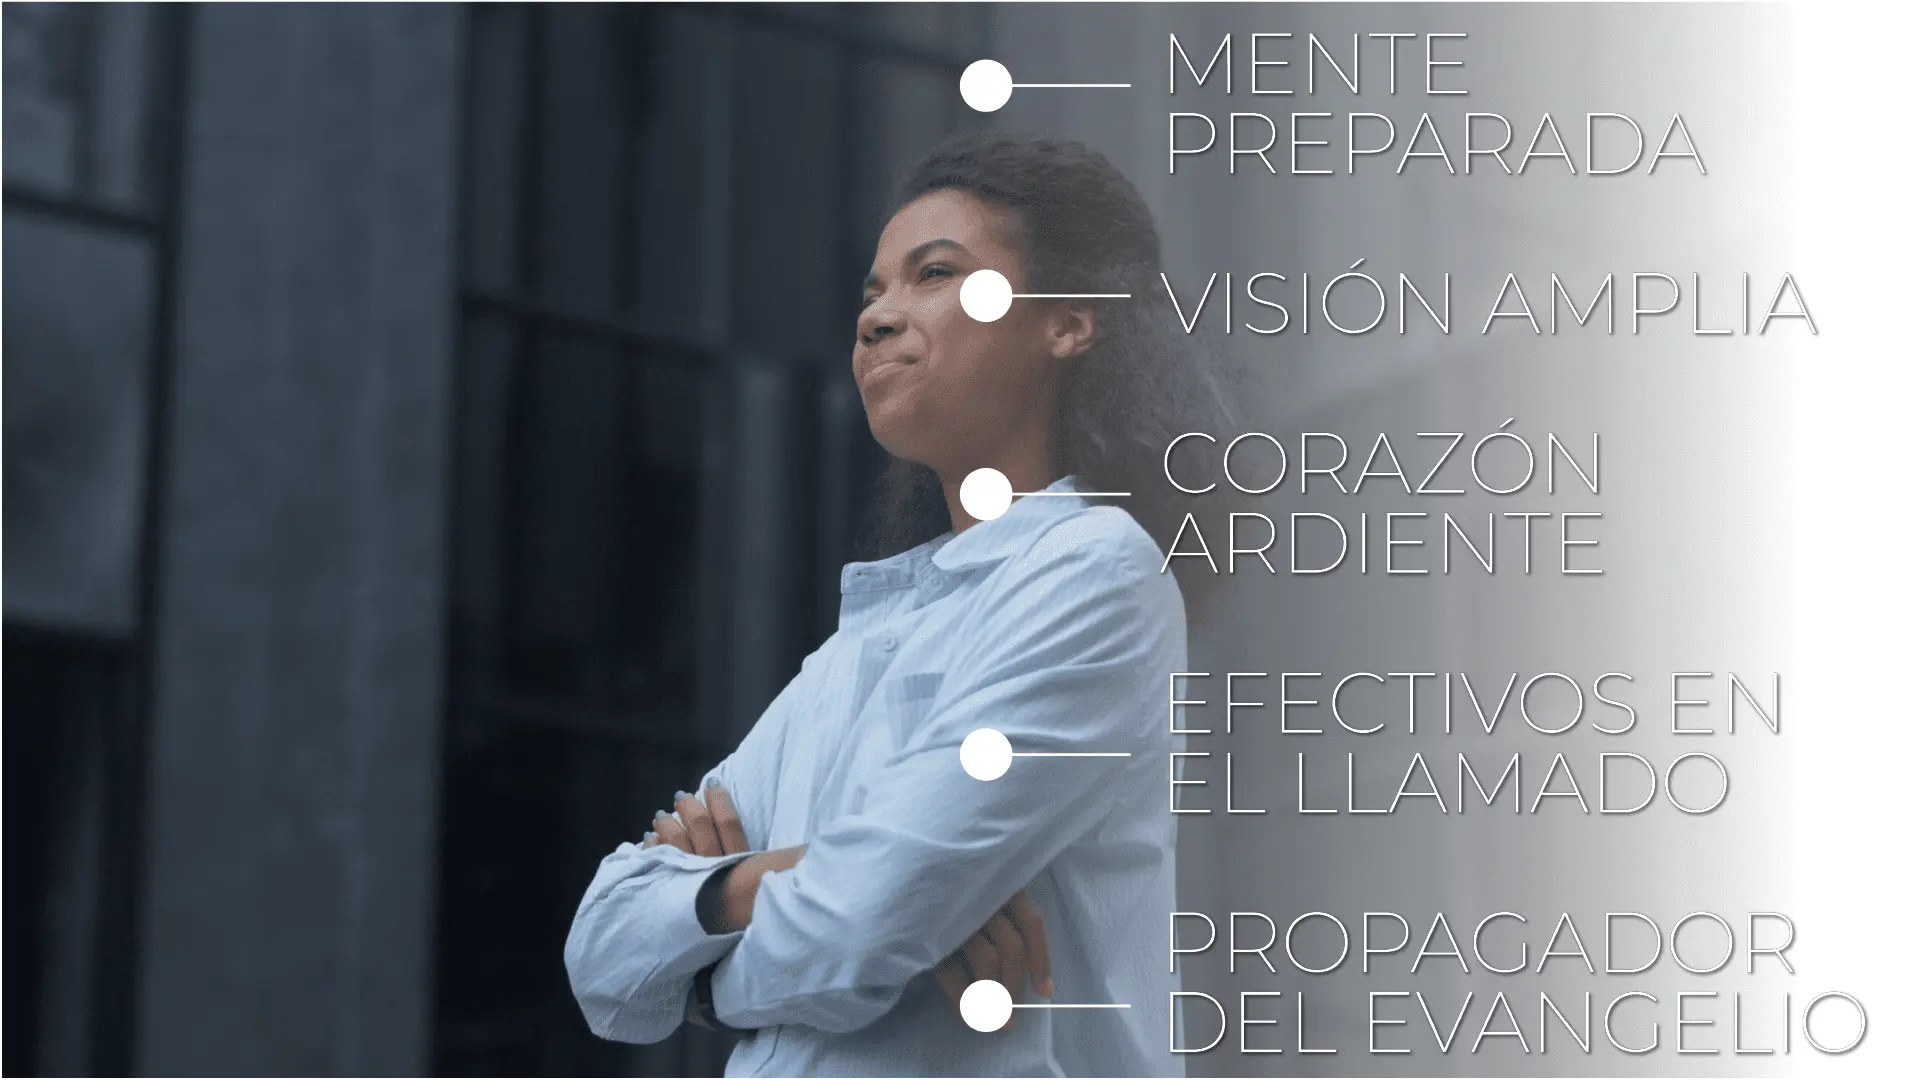 MENTE
PREPARADA
VISIÓN AMPLIA
CORAZÓN
ARDIENTE
EFECTIVOS EN
EL LLAMADO
PROPAGADOR
DEL EVANGELIO